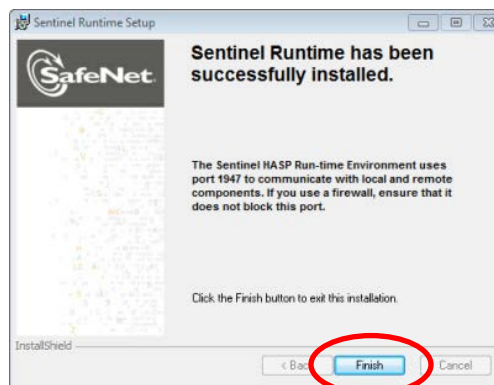 Sentinel Runtime Setup
SafeNet.
Sentinel Runtime has been
successfully installed.
The Sentinel HASP Run-time Environment uses
port 1947 to communicate with local and remote
components. If you use a firewall, ensure that it
does not block this port.
Click the Finish button to exit this installation.
InstallShield
< Bac Finish Cancel